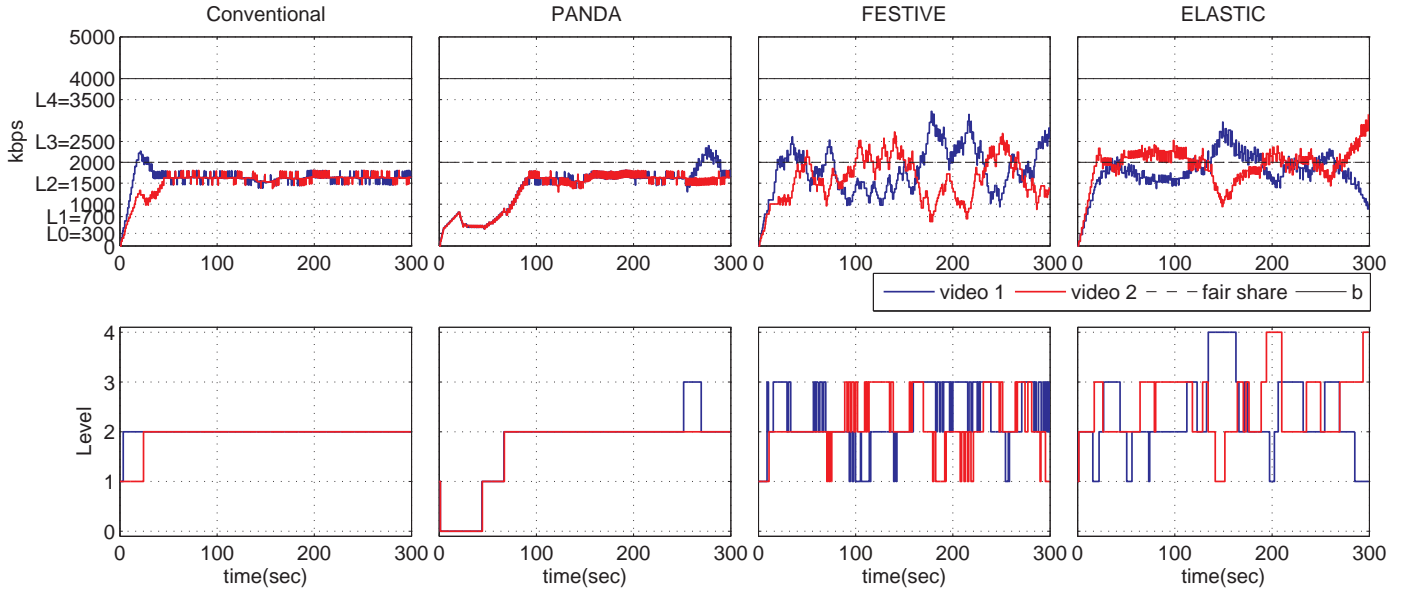 Conventional
PANDA
FESTIVE
ELASTIC
kbps
5000
4000
L4=3500
L3=2500
2000
L2=1500
1000
L1=700
L0=300
0
0 100 200 300
0 100 200 300
0 100 200 300
0 100 200 300
video 1 video 2 fair share b
Level
4
3
2
1
0
0 100 200 300
0 100 200 300
0 100 200 300
0 100 200 300
time(sec)
time(sec)
time(sec)
time(sec)